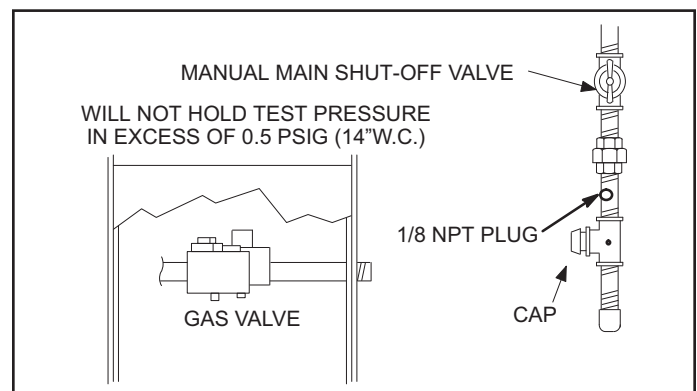 MANUAL MAIN SHUT-OFF VALVE
WILL NOT HOLD TEST PRESSURE
IN EXCESS OF 0.5 PSIG (14”W.C.)
1/8 NPT PLUG
GAS VALVE
CAP